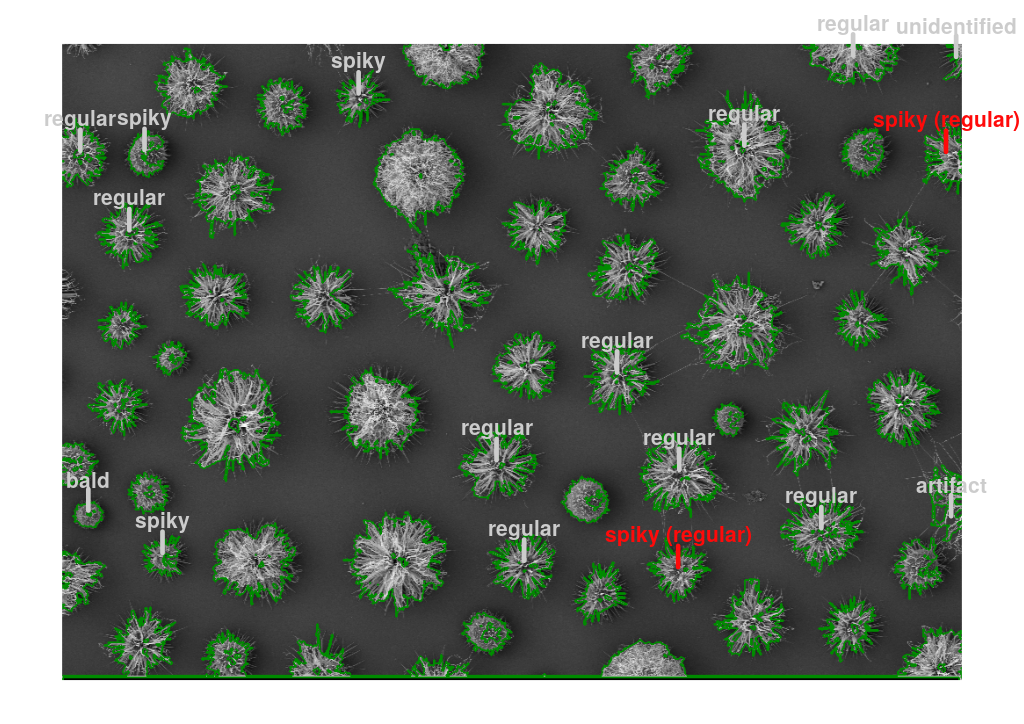 regular unidentified
spiky
regular spiky
regular
spiky (regular)
regular
regular
regular
regular
bald
regular
artifact
spiky
regular
regular
spiky (regular)